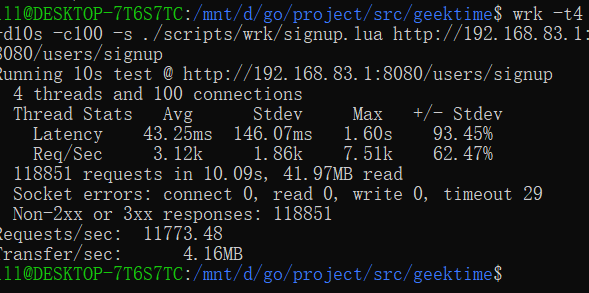 ll@DESKTOP-7T6S7TC:/mnt/d/go/project/src/geektime$ wrk -t4
-d10s -c100 -s ./scripts/wrk/signup.lua http://192.168.83.1:
8080/users/signup
Running 10s test @ http://192.168.83.1:8080/users/signup
4 threads and 100 connections
Thread Stats Avg Stdev Max +/- Stdev
Latency 43.25ms 146.07ms 1.60s 93.45%
Req/Sec 3.12k 1.86k 7.51k 62.47%
118851 requests in 10.09s, 41.97MB read
Socket errors: connect 0, read 0, write 0, timeout 29
Non-2xx or 3xx responses: 118851
Requests/sec: 11773.48
Transfer/sec: 4.16MB
ll@DESKTOP-7T6S7TC:/mnt/d/go/project/src/geektime$